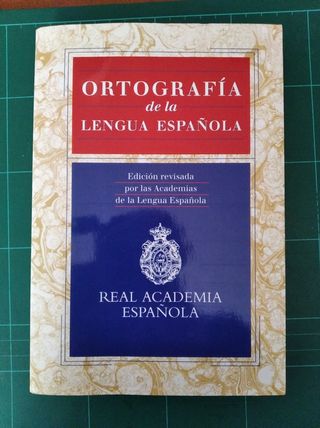 ORTOGRAFÍA
de la
LENGUA ESPAÑOLA
Edición revisada
por las Academias
de la Lengua Española
REAL ACADEMIA
ESPAÑOLA